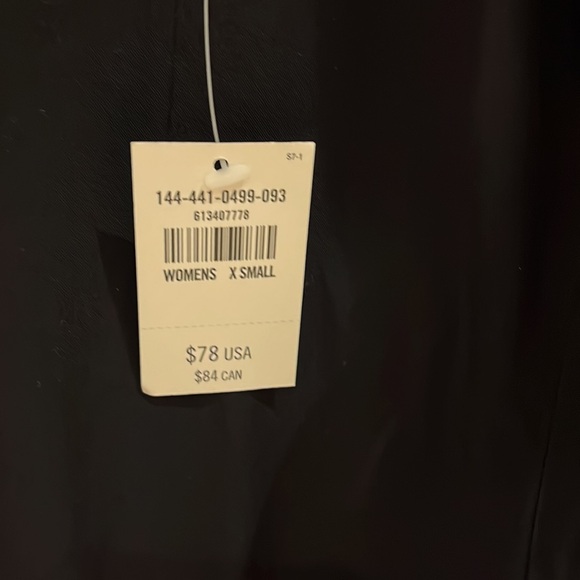 S7-1
144-441-0499-093
613407778
WOMENS X SMALL
$78 USA
$84 CAN